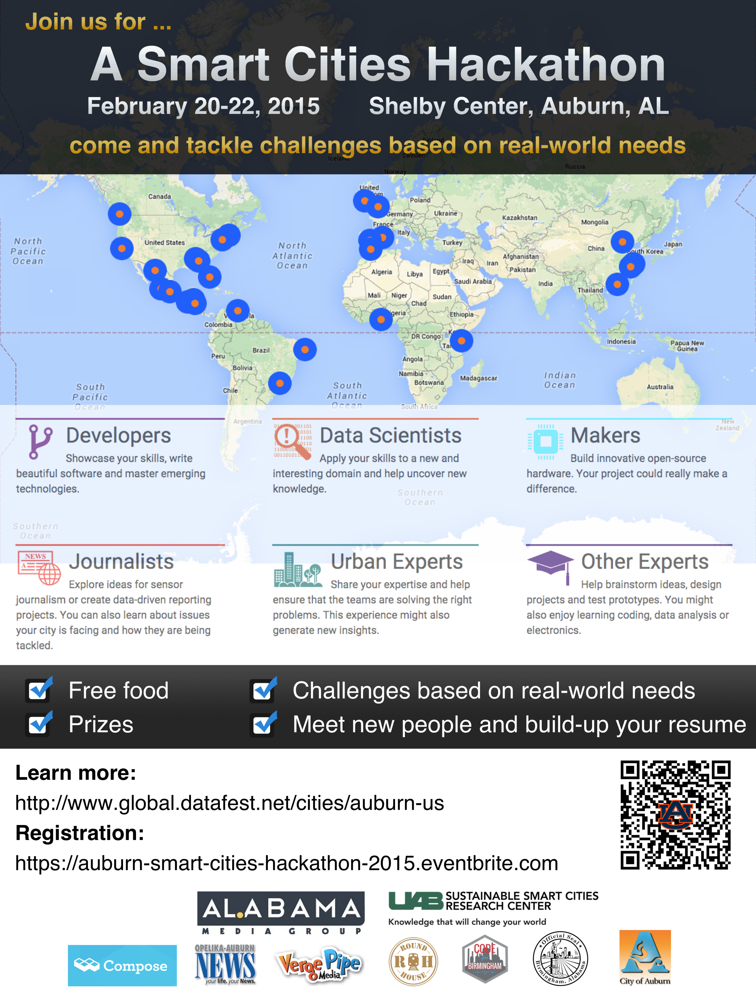 Join us for ...
A Smart Cities Hackathon
February 20-22, 2015 Shelby Center, Auburn, AL
come and tackle challenges based on real-world needs
Finland
Sweden
Iceland
Norway
Russia
United
Canada
Poland
Germany
Ukraine
Kazakhstan
Mongolia
France
Italy
North
Pacific
Ocean
United States
North
Atlantic
Ocean
Turkey
China
Japan
South Korea
Afghanistan
Iraq
Iran
Pakistan
Algeria
Libya
Egypt
Saudi Arabia
India
Thailand
Mali
Niger
Sudan
Chad
Ethiopia
Colombia
DR Congo
Brazil
Peru
Indonesia
Papua New
Guinea
Angola
Bolivia
Namibia
Botswana
Madagascar
Indian
Ocean
Chile
Australia
South
Pacific
Ocean
South
Atlantic
Ocean
South Africa
Argentina
New
Zealand
Developers
Showcase your skills, write
beautiful software and master emerging
technologies.
Data Scientists
Apply your skills to a new and
interesting domain and help uncover new
knowledge.
Makers
Build innovative open-source
hardware. Your project could really make a
difference.
Southern
Ocean
Southern
Ocean
NEWS
A
Journalists
Explore ideas for sensor
journalism or create data-driven reporting
projects. You can also learn about issues
your city is facing and how they are being
tackled.
Urban Experts
Share your expertise and help
ensure that the teams are solving the right
problems. This experience might also
generate new insights.
Other Experts
Help brainstorm ideas, design
projects and test prototypes. You might
also enjoy learning coding, data analysis or
electronics.
Free food
Challenges based on real-world needs
Prizes
Meet new people and build-up your resume
Learn more:
http://www.global.datafest.net/cities/auburn-us
Registration:
https://auburn-smart-cities-hackathon-2015.eventbrite.com
AU
AL.ABAMA
MEDIA GROUP
UAB SUSTAINABLE SMART CITIES
RESEARCH CENTER
Knowledge that will change your world
Compose
OPELIKA-AUBURN
NEWS
your life. your News.
Verge Pipe
Media
ROUND
R H
HOUSE
CODE
for
BIRMINGHAM
Official Seal
Birmingham, Alabama
A
City of Auburn